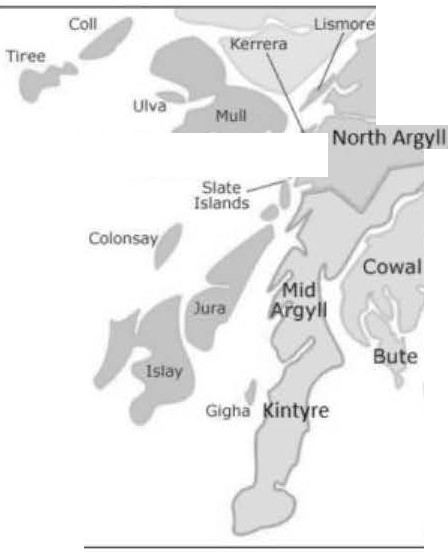 Coll
Lismore
Kerrera
Tiree
Ulva
Mull
North Argyll
Slate
Islands
Colonsay
Cowal
Mid
Argyll
Jura
Bute
Islay
Gigha
Kintyre